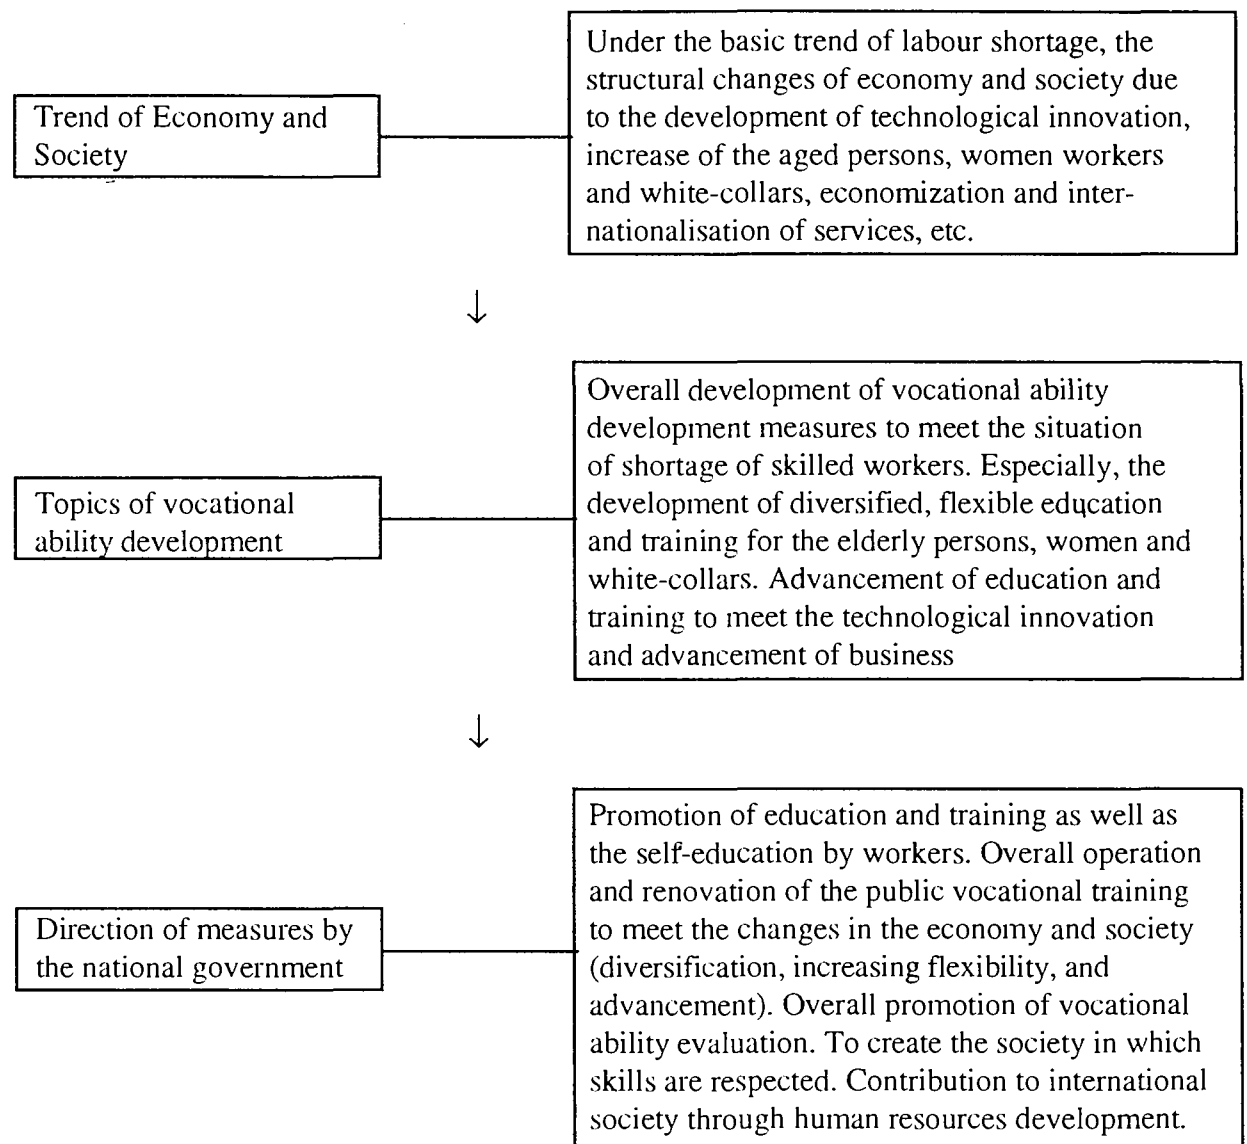 Trend of Economy and
Society
Under the basic trend of labour shortage, the
structural changes of economy and society due
to the development of technological innovation,
increase of the aged persons, women workers
and white-collars, economization and inter-
nationalisation of services, etc.
↓
Topics of vocational
ability development
Overall development of vocational ability
development measures to meet the situation
of shortage of skilled workers. Especially, the
development of diversified, flexible education
and training for the elderly persons, women and
white-collars. Advancement of education and
training to meet the technological innovation
and advancement of business
↓
Direction of measures by
the national government
Promotion of education and training as well as
the self-education by workers. Overall operation
and renovation of the public vocational training
to meet the changes in the economy and society
(diversification, increasing flexibility, and
advancement). Overall promotion of vocational
ability evaluation. To create the society in which
skills are respected. Contribution to international
society through human resources development.